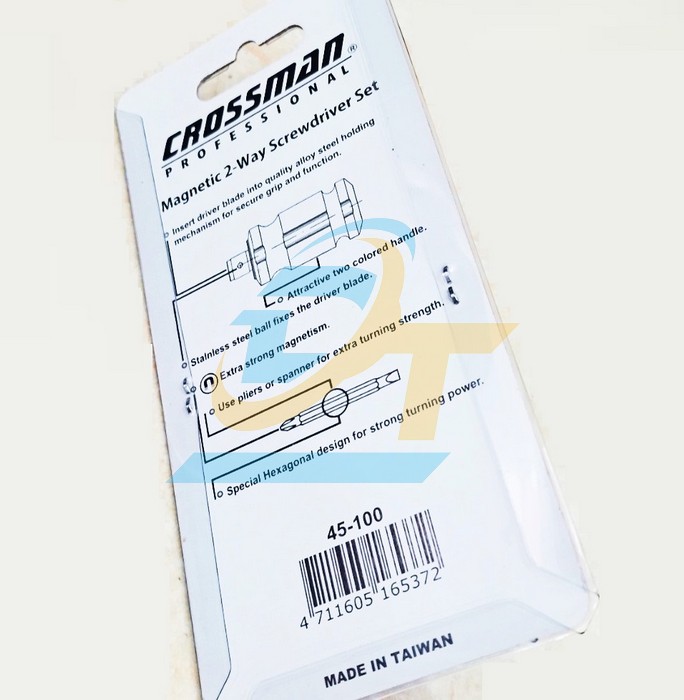 CROSSMAN®
PROFESSIONAL
Magnetic 2-Way Screwdriver Set
Insert driver blade into quality alloy steel holding
mechanism for secure grip and function.
Attractive two colored handle.
Stainless steel ball fixes the driver blade.
Extra strong magnetism.
Use pliers or spanner for extra turning strength.
Special Hexagonal design for strong turning power.
45-100
4 711605 165372
MADE IN TAIWAN